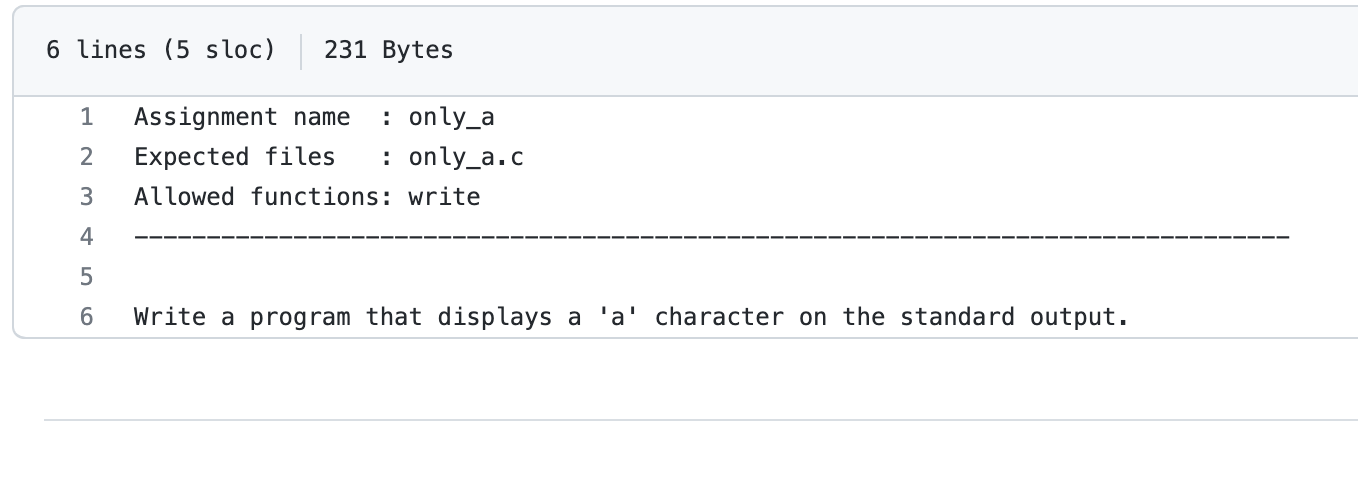 6 lines (5 sloc) 231 Bytes
1 Assignment name  : only_a
2 Expected files   : only_a.c
3 Allowed functions: write
4 --------------------------------------------------------------------------------
5
6 Write a program that displays a 'a' character on the standard output.